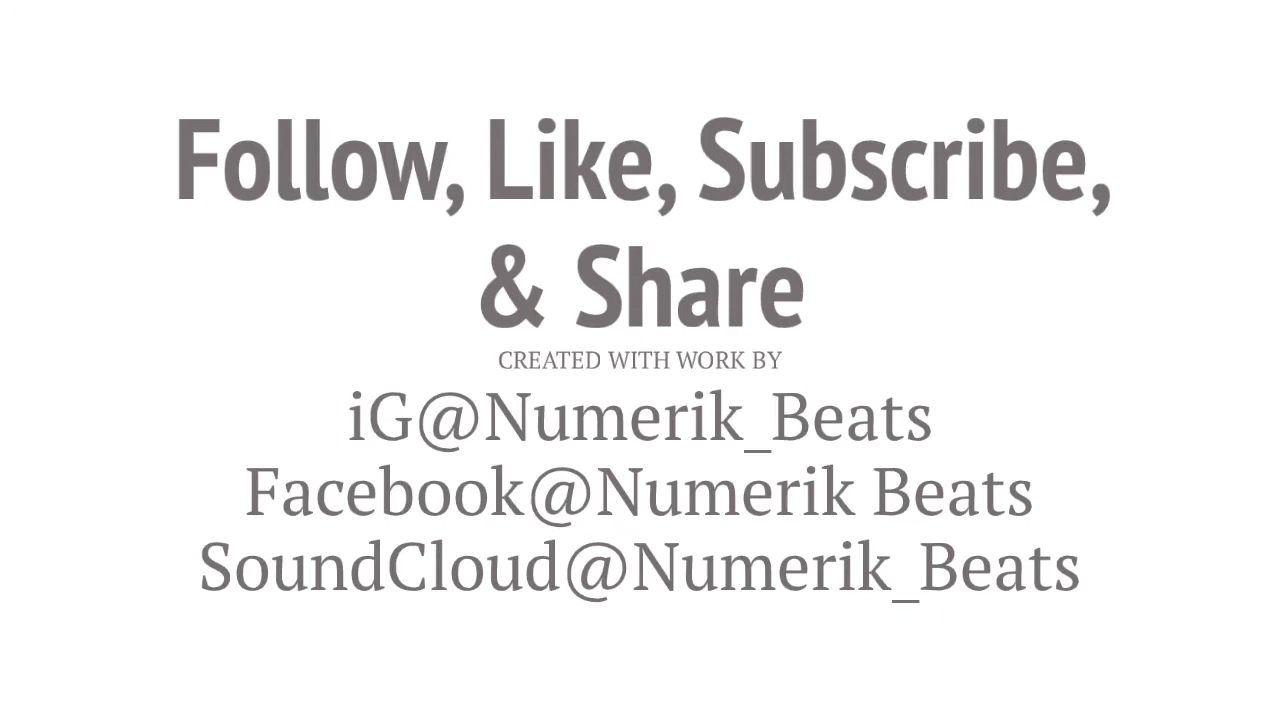 Follow, Like, Subscribe,
& Share
CREATED WITH WORK BY
iG@Numerik_Beats
Facebook@Numerik Beats
SoundCloud@Numerik_Beats